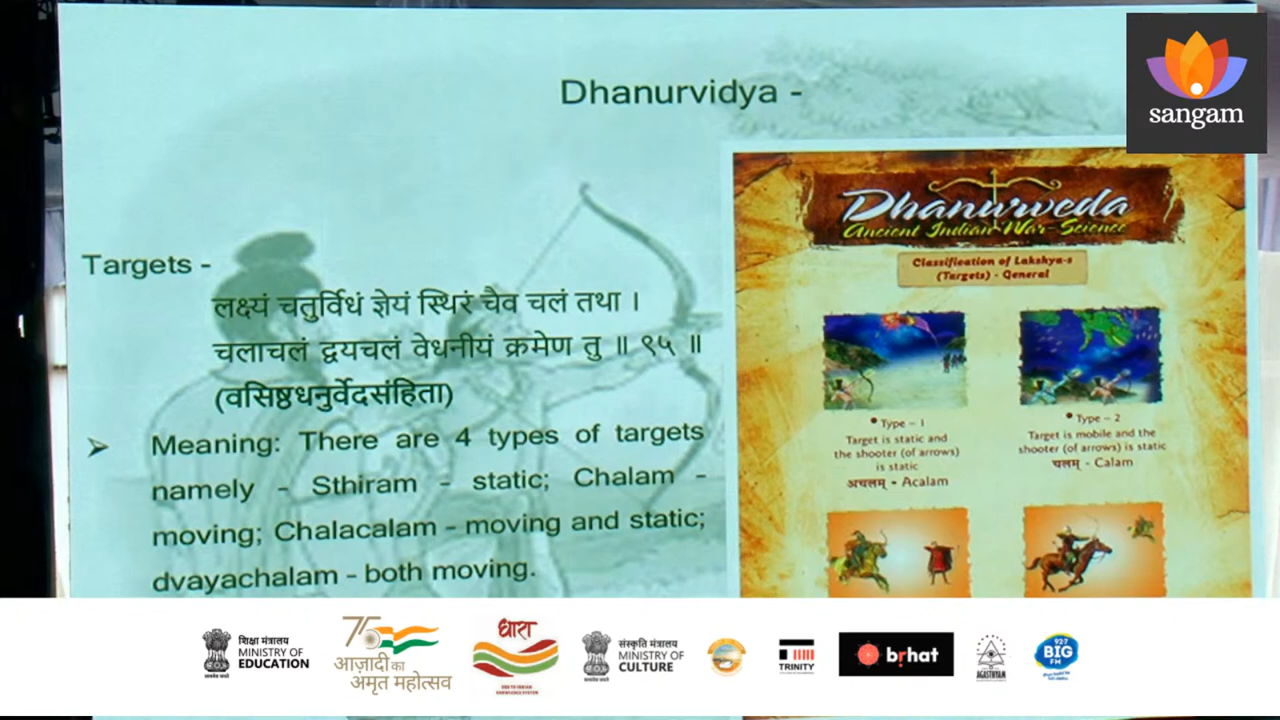 sangam
Dhanurvidya -
Targets -
लक्ष्यं चतुर्विधं ज्ञेयं स्थिरं चैव चलं तथा ।
चलाचलं द्वयचलं वेधनीयं क्रमेण तु ॥ ९५ ॥
(वसिष्ठधनुर्वेदसंहिता)
➢ Meaning: There are 4 types of targets
namely - Sthiram - static; Chalam -
moving; Chalacalam - moving and static;
dvayachalam - both moving.
Dhanurveda
Ancient Indian War-Science
Classification of Lakshya-s
(Targets) - General
• Type - 1
Target is static and
the shooter (of arrows)
is static
अचलम् - Acalam
• Type - 2
Target is mobile and the
shooter (of arrows) is static
चलम् - Calam
शिक्षा मंत्रालय
MINISTRY OF
EDUCATION
75
आज़ादी का
अमृत महोत्सव
धारा
संस्कृति मंत्रालय
MINISTRY OF
CULTURE
TRINITY
brhat
AGASTHYAM
92.7
BIG
FM